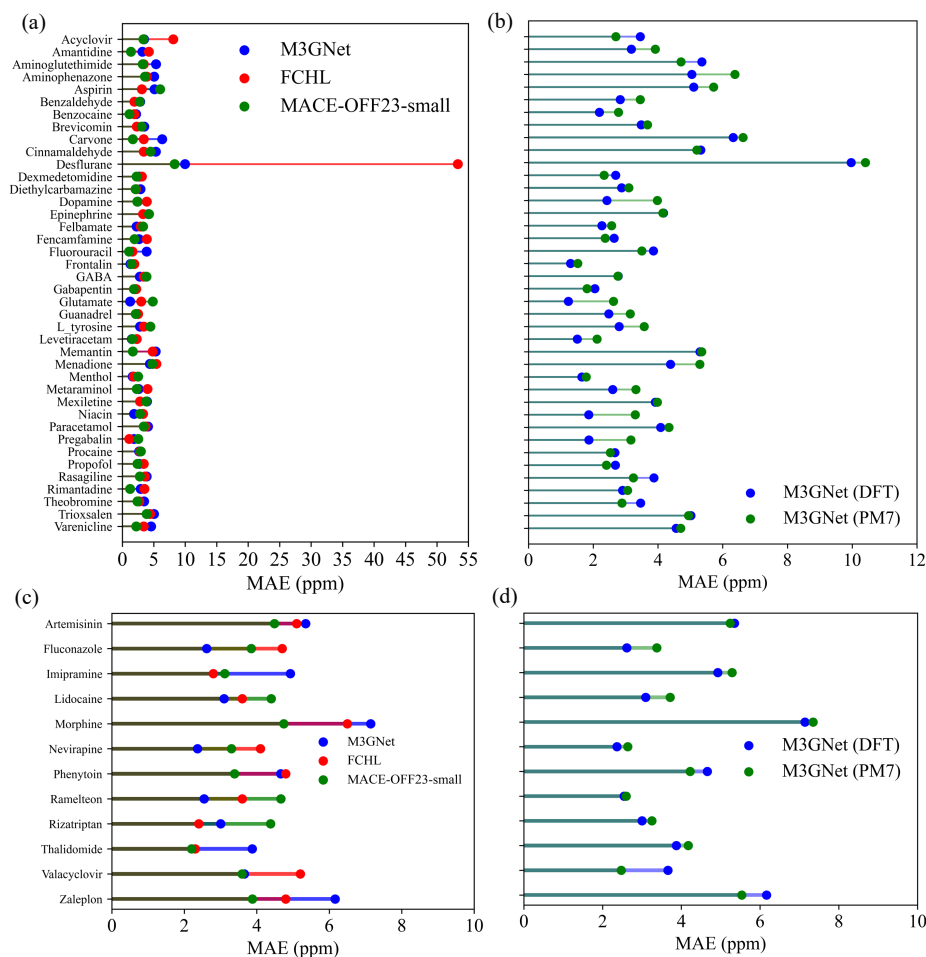 (a)
Acyclovir
Amantidine
Aminoglutethimide
Aminophenazone
Aspirin
Benzaldehyde
Benzocaine
Brevicomin
Carvone
Cinnamaldehyde
Desflurane
Dexmedetomidine
Diethylcarbamazine
Dopamine
Epinephrine
Felbamate
Fencamfamine
Fluorouracil
Frontalin
GABA
Gabapentin
Glutamate
Guanadrel
L_tyrosine
Levetiracetam
Memantin
Menadione
Menthol
Metaraminol
Mexiletine
Niacin
Paracetamol
Pregabalin
Procaine
Propofol
Rasagiline
Rimantadine
Theobromine
Trioxsalen
Varenicline
M3GNet
FCHL
MACE-OFF23-small
0 5 10 15 20 25 30 35 40 45 50 55
MAE (ppm)
(b)
M3GNet (DFT)
M3GNet (PM7)
0 2 4 6 8 10 12
MAE (ppm)
(c)
Artemisinin
Fluconazole
Imipramine
Lidocaine
Morphine
Nevirapine
Phenytoin
Ramelteon
Rizatriptan
Thalidomide
Valacyclovir
Zaleplon
M3GNet
FCHL
MACE-OFF23-small
0 2 4 6 8 10
MAE (ppm)
(d)
M3GNet (DFT)
M3GNet (PM7)
0 2 4 6 8 10
MAE (ppm)